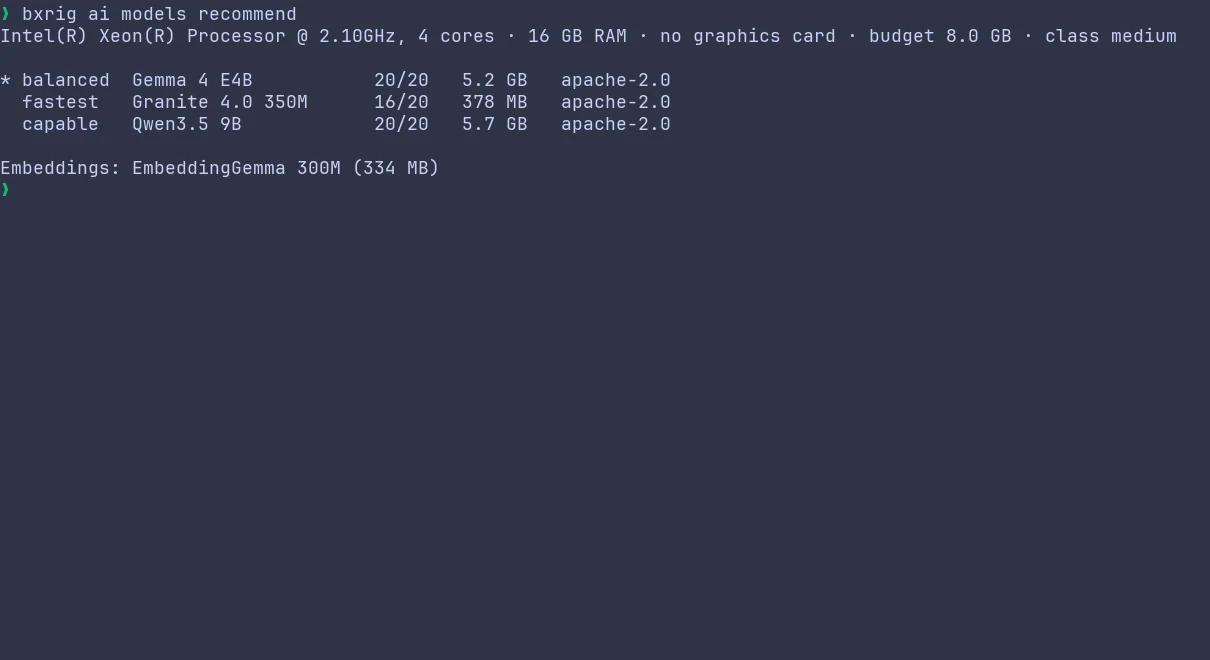 ❯ bxrig ai models recommend
Intel(R) Xeon(R) Processor @ 2.10GHz, 4 cores · 16 GB RAM · no graphics card · budget 8.0 GB · class medium
* balanced  Gemma 4 E4B           20/20   5.2 GB   apache-2.0
  fastest   Granite 4.0 350M      16/20   378 MB   apache-2.0
  capable   Qwen3.5 9B            20/20   5.7 GB   apache-2.0
Embeddings: EmbeddingGemma 300M (334 MB)
❯